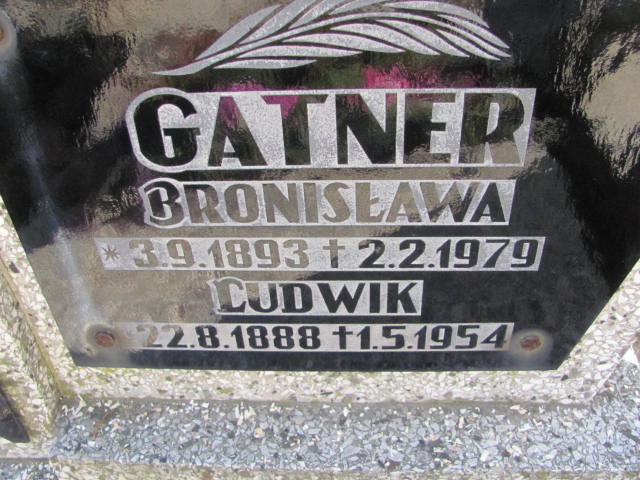 GATNER
BRONISŁAWA
* 3.9.1893 † 2.2.1979
LUDWIK
22.8.1888 † 1.5.1954